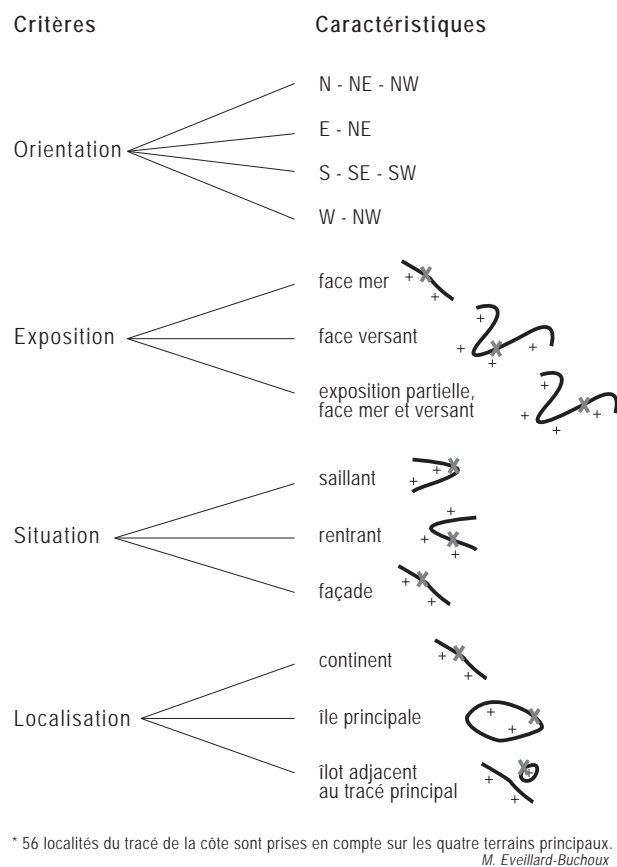 Critères Caractéristiques
N - NE - NW
E - NE
Orientation
S - SE - SW
W - NW
face mer
Exposition
face versant
exposition partielle,
face mer et versant
saillant
Situation
rentrant
façade
continent
Localisation
île principale
îlot adjacent
au tracé principal
* 56 localités du tracé de la côte sont prises en compte sur les quatre terrains principaux.
M. Eveillard-Buchoux